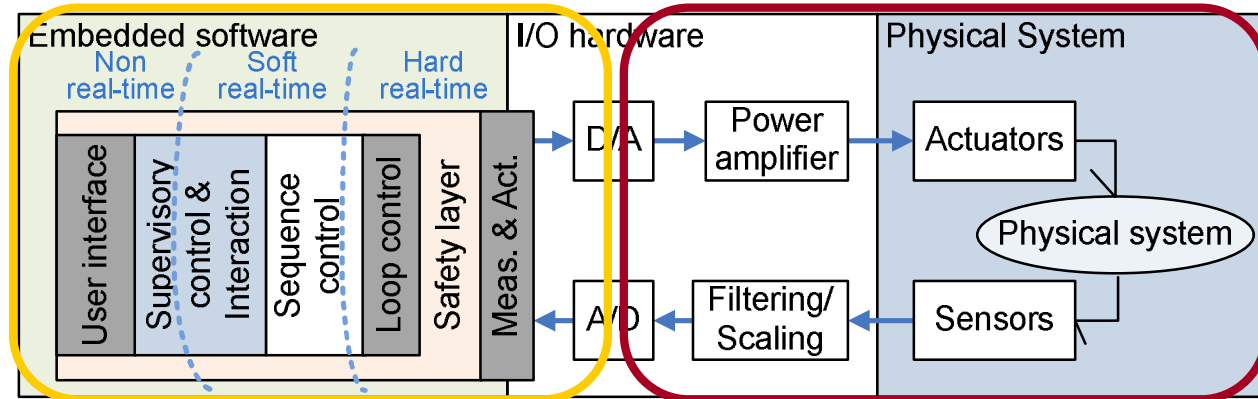 Embedded software
I/O hardware
Physical System
Non
real-time
Soft
real-time
Hard
real-time
User interface
Supervisory
control &
Interaction
Sequence
control
Loop control
Safety layer
Meas. & Act.
D/A
Power
amplifier
Actuators
Physical system
A/D
Filtering/
Scaling
Sensors